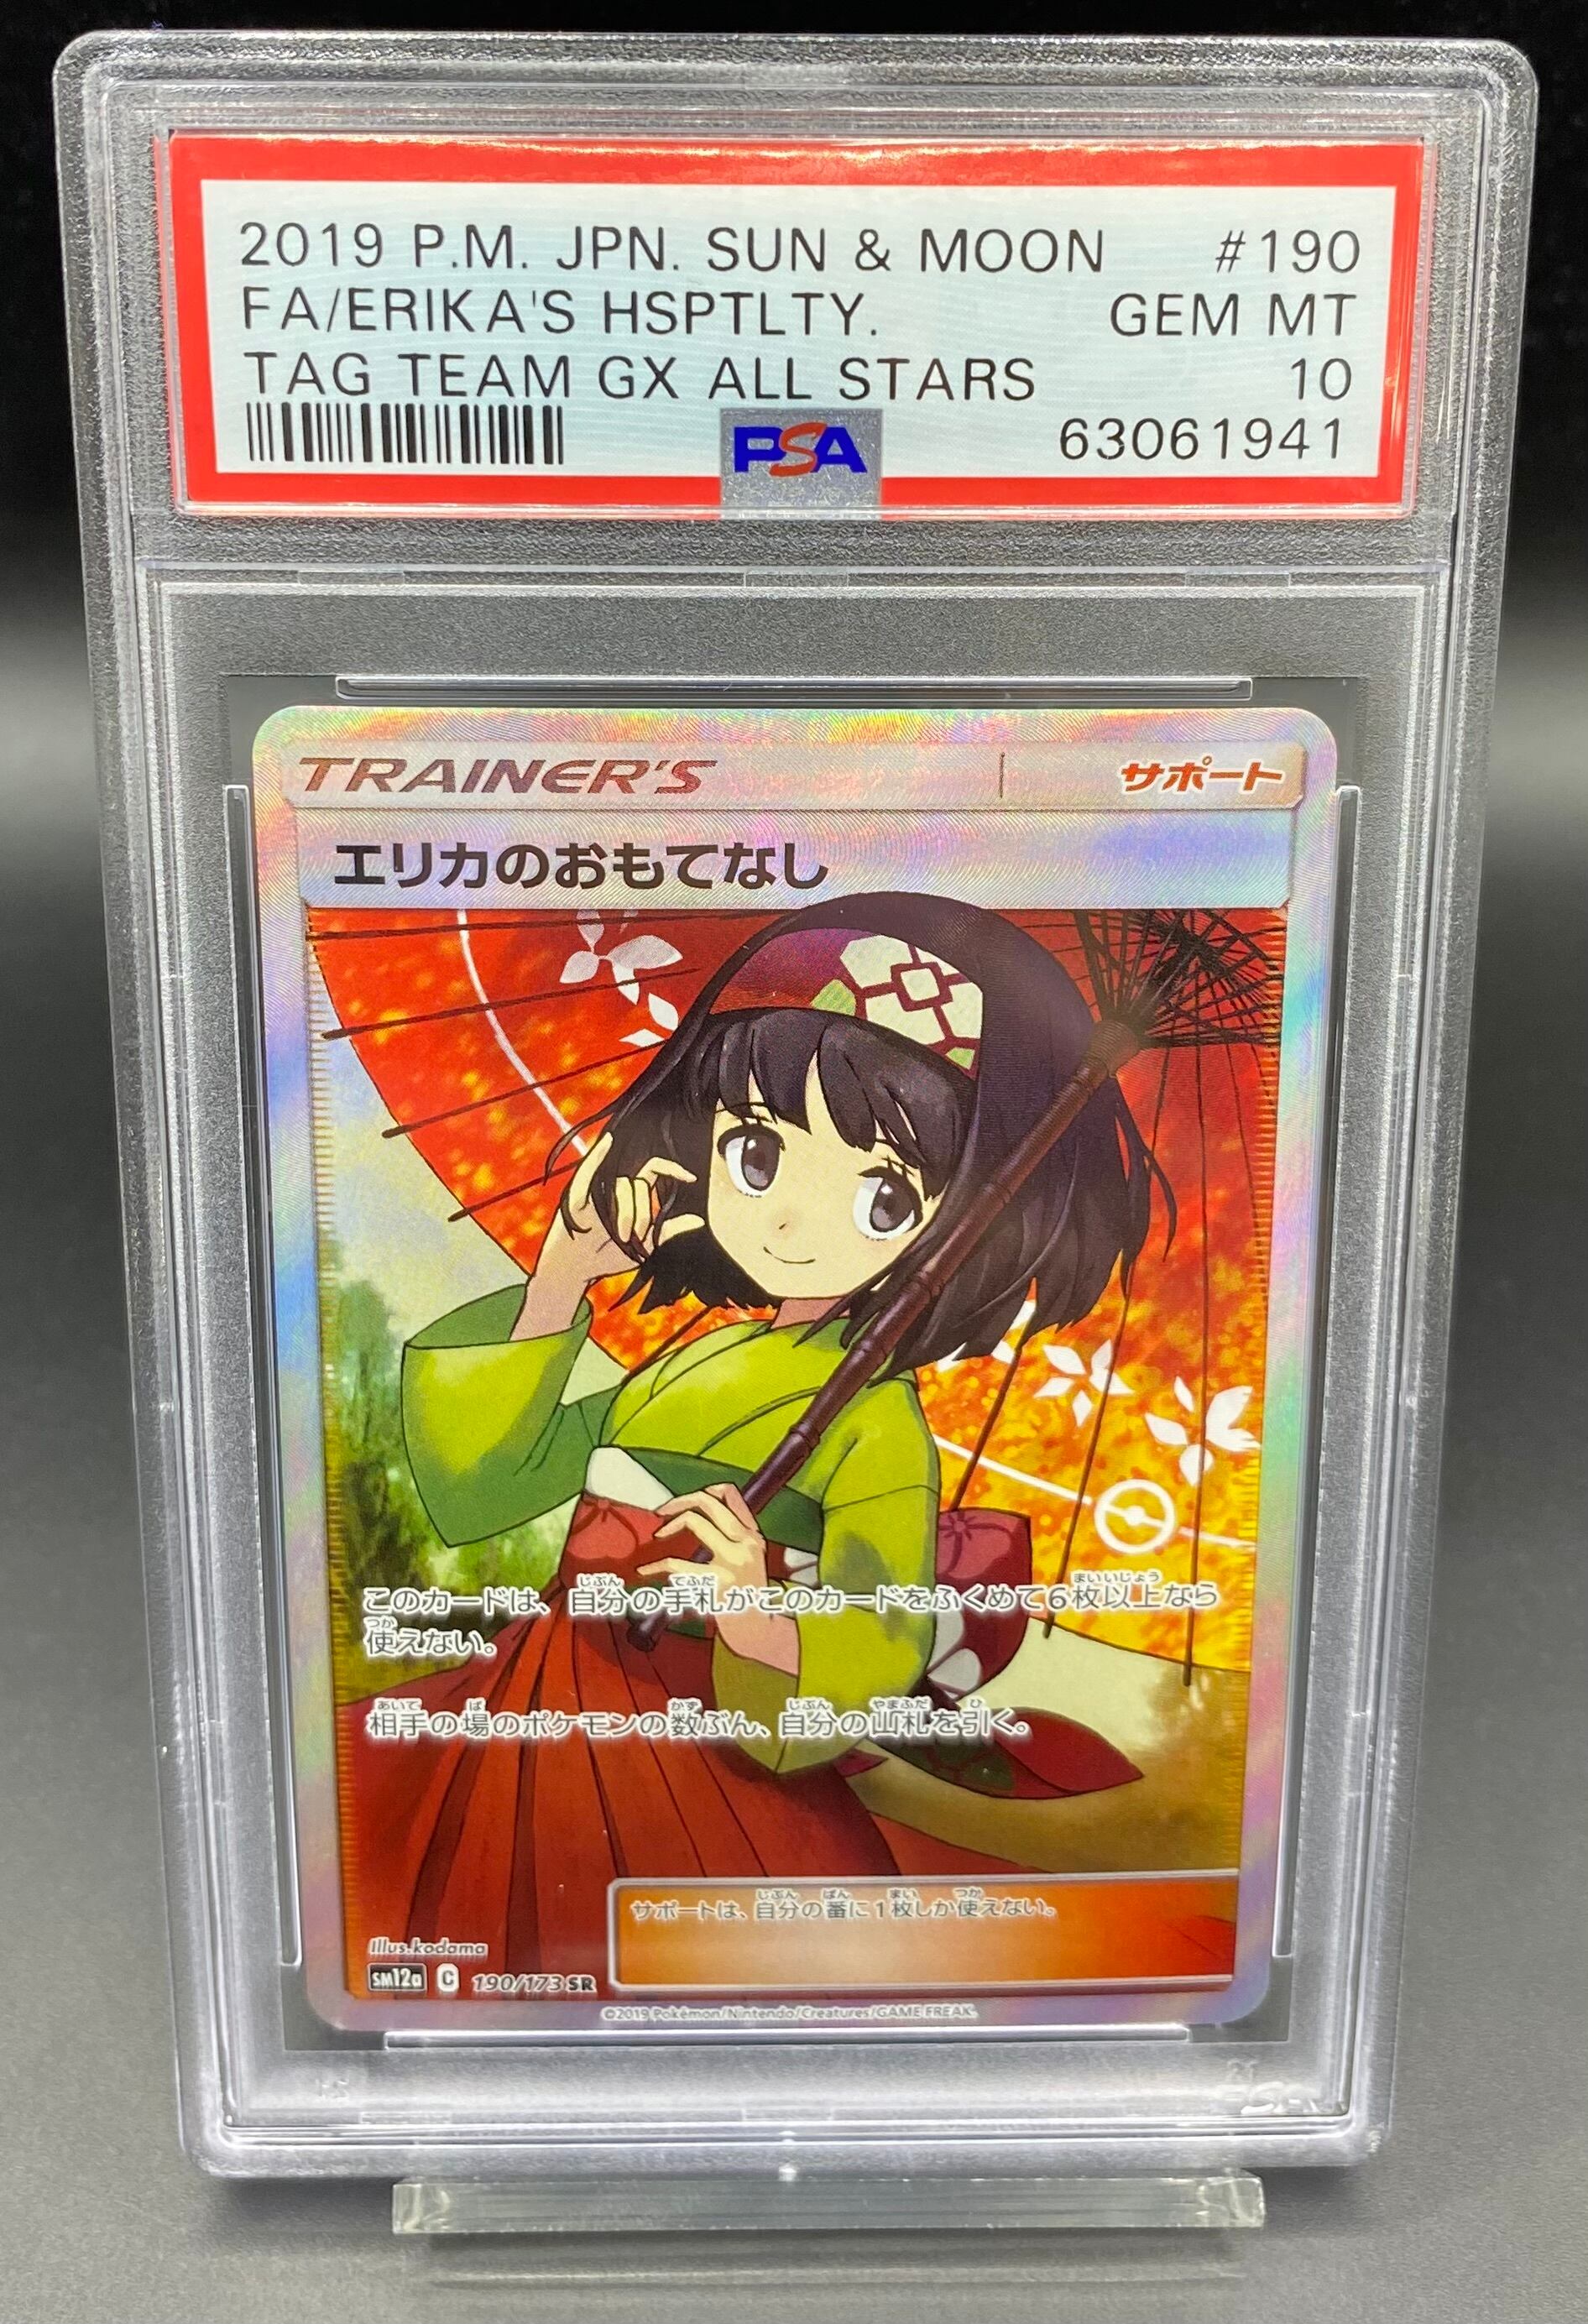 2019 P.M. JPN. SUN & MOON #190
FA/ERIKA'S HSPTLTY. GEM MT
TAG TEAM GX ALL STARS 10
PSA 63061941
TRAINER'S サポート
エリカのおもてなし
このカードは、自分の手札がこのカードをふくめて6枚以上なら
使えない。
相手の場のポケモンの数ぶん、自分の山札を引く。
サポートは、自分の番に1枚しか使えない。
Illus.kodama
SM12a C 190/173 SR
©2019 Pokémon/Nintendo/Creatures/GAME FREAK.